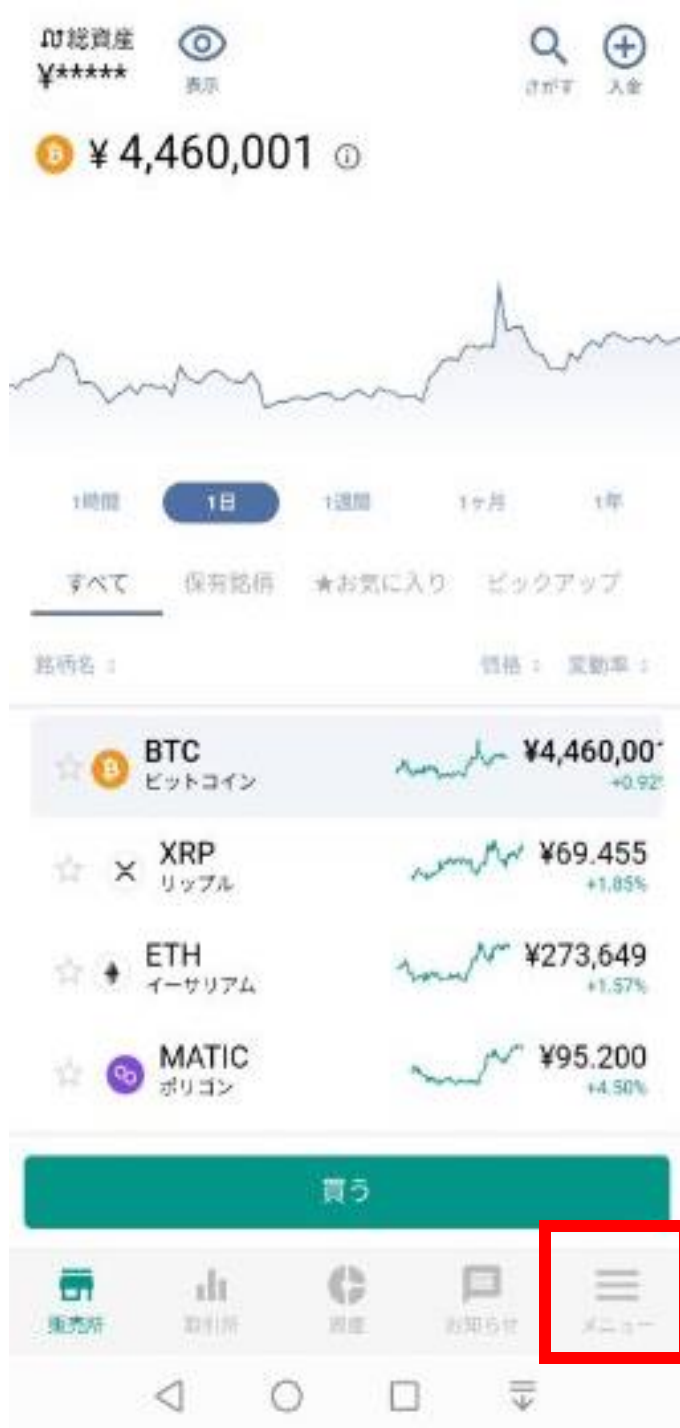 総資産
¥*****
表示
さがす
入金
¥ 4,460,001
1時間
1日
1週間
1ヶ月
1年
すべて
保有銘柄
★お気に入り
ピックアップ
銘柄名
価格
変動率
BTC
ビットコイン
¥4,460,00
+0.92
XRP
リップル
¥69.455
+1.85%
ETH
イーサリアム
¥273,649
+1.57%
MATIC
ポリゴン
¥95.200
+4.50%
買う
販売所
取引所
資産
お知らせ
メニュー